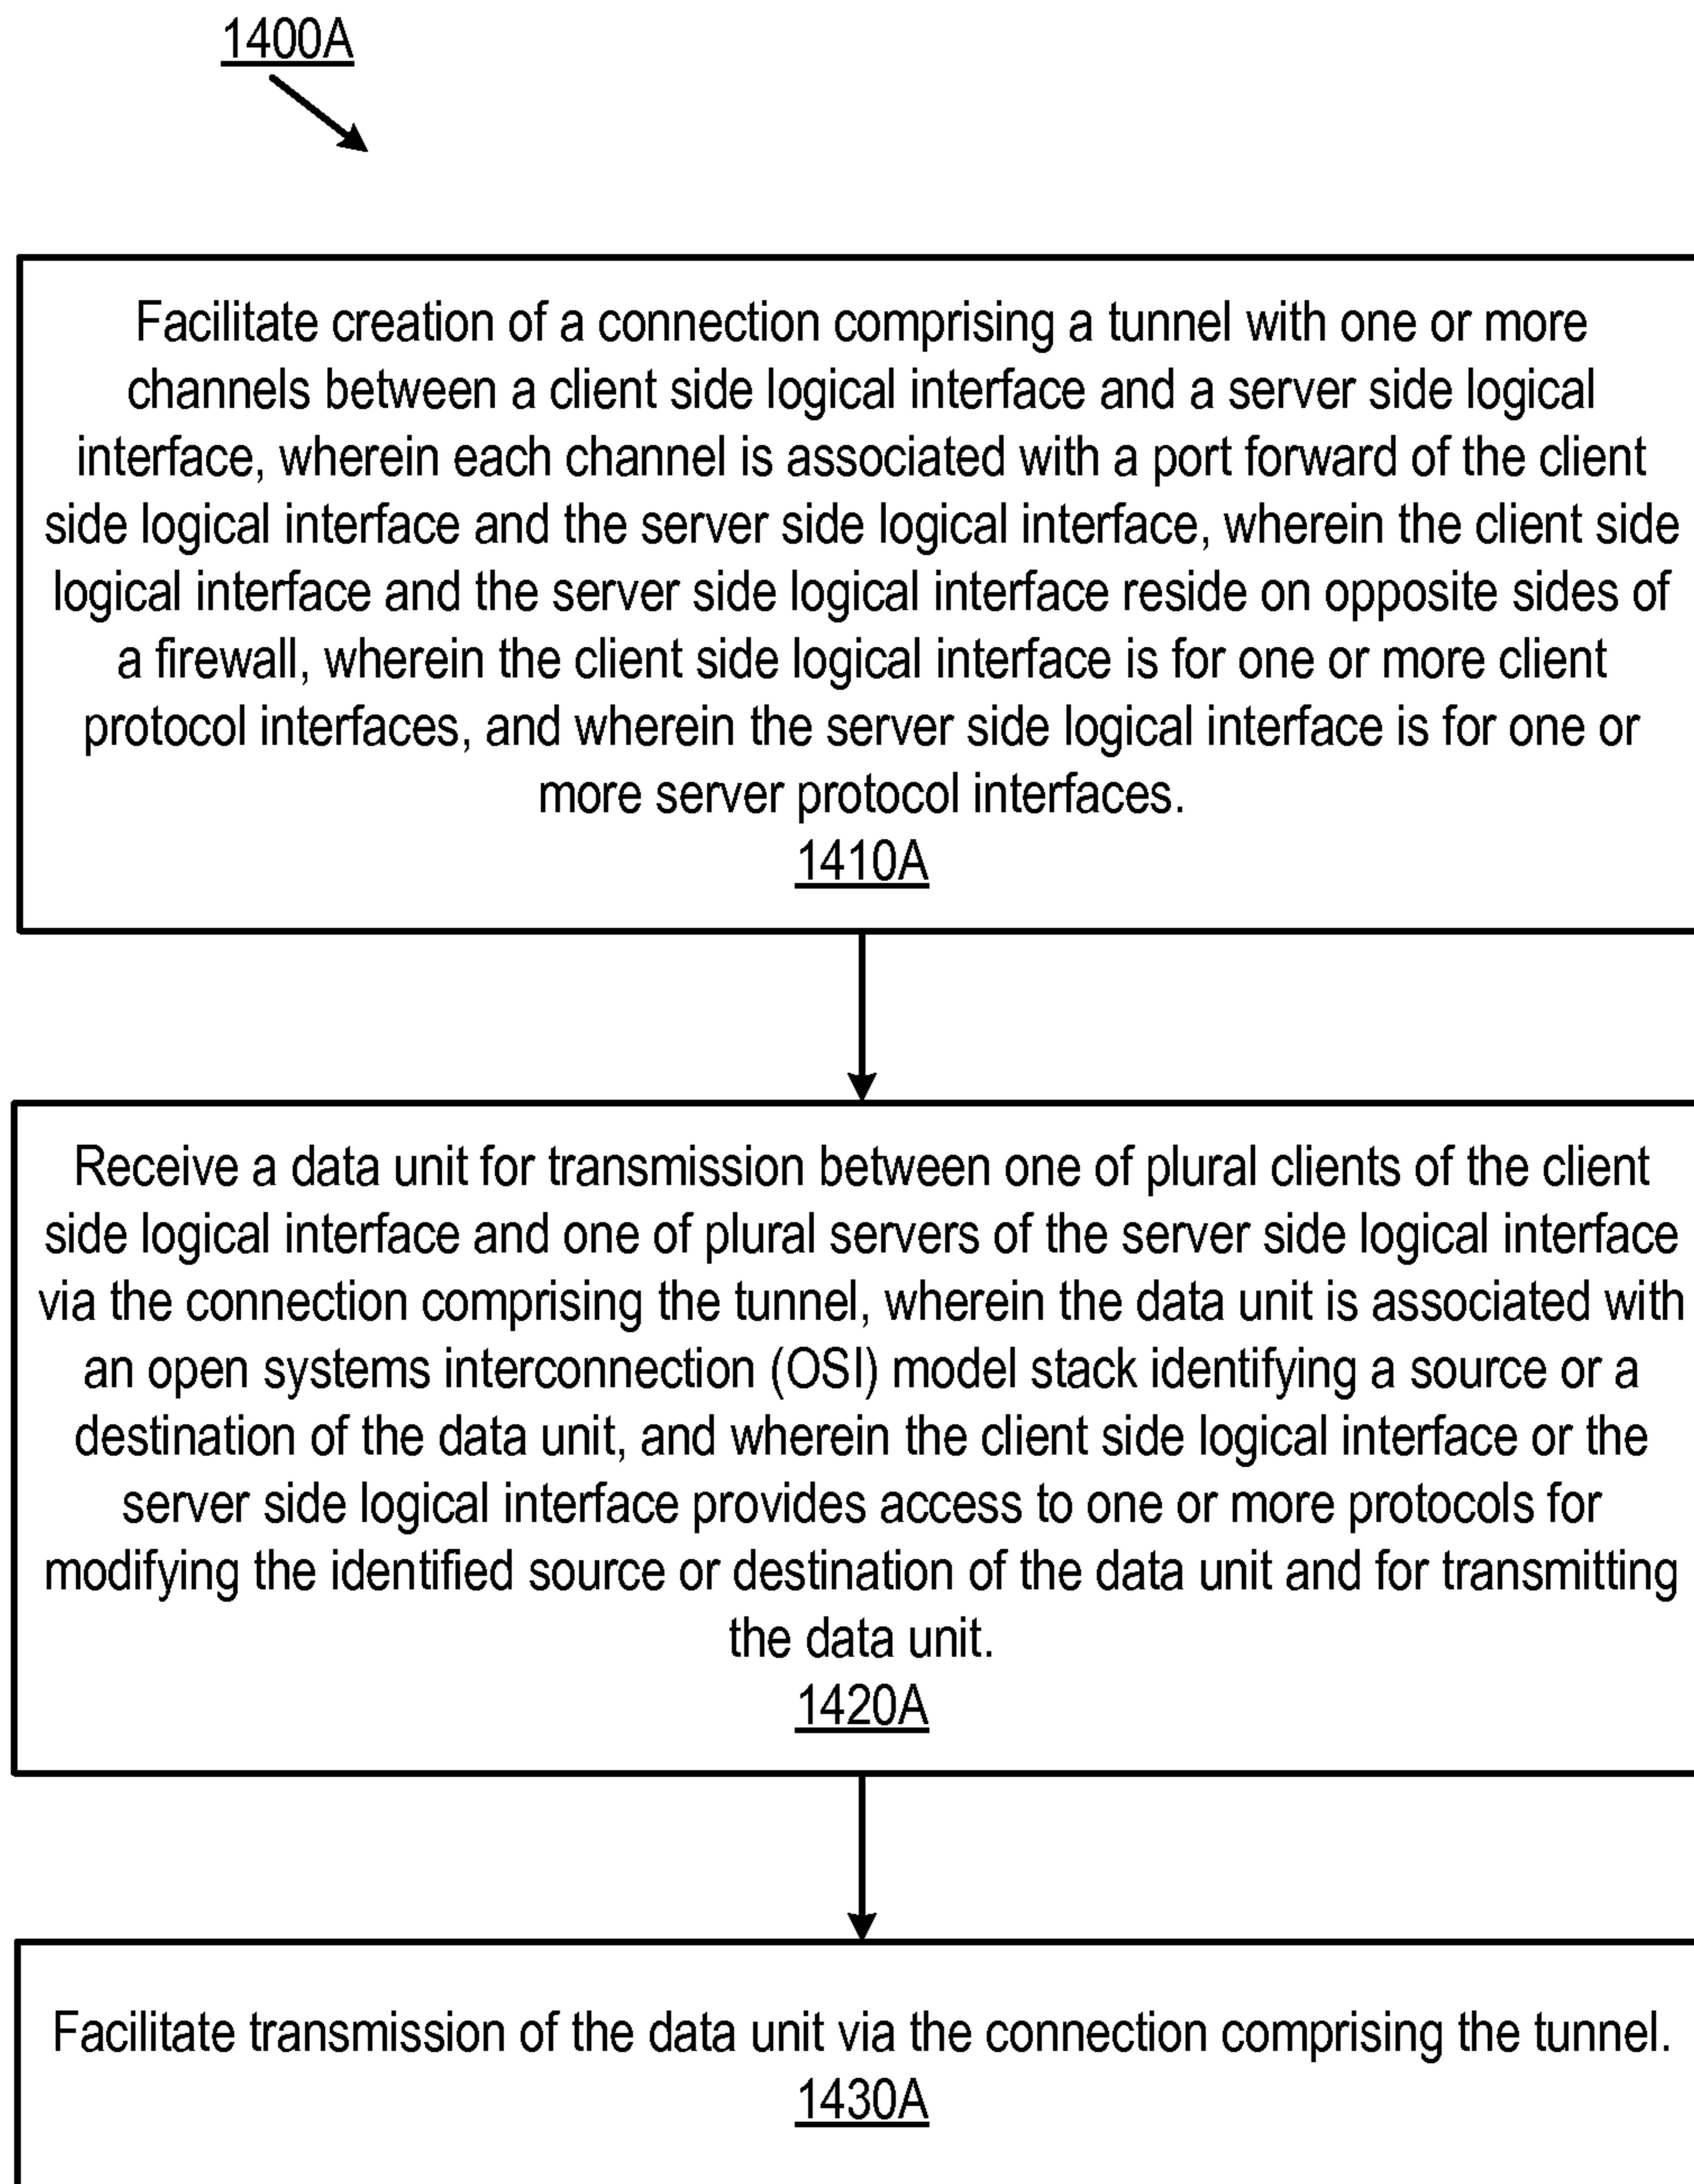 1400A
Facilitate creation of a connection comprising a tunnel with one or more
channels between a client side logical interface and a server side logical
interface, wherein each channel is associated with a port forward of the client
side logical interface and the server side logical interface, wherein the client side
logical interface and the server side logical interface reside on opposite sides of
a firewall, wherein the client side logical interface is for one or more client
protocol interfaces, and wherein the server side logical interface is for one or
more server protocol interfaces.
1410A
Receive a data unit for transmission between one of plural clients of the client
side logical interface and one of plural servers of the server side logical interface
via the connection comprising the tunnel, wherein the data unit is associated with
an open systems interconnection (OSI) model stack identifying a source or a
destination of the data unit, and wherein the client side logical interface or the
server side logical interface provides access to one or more protocols for
modifying the identified source or destination of the data unit and for transmitting
the data unit.
1420A
Facilitate transmission of the data unit via the connection comprising the tunnel.
1430A